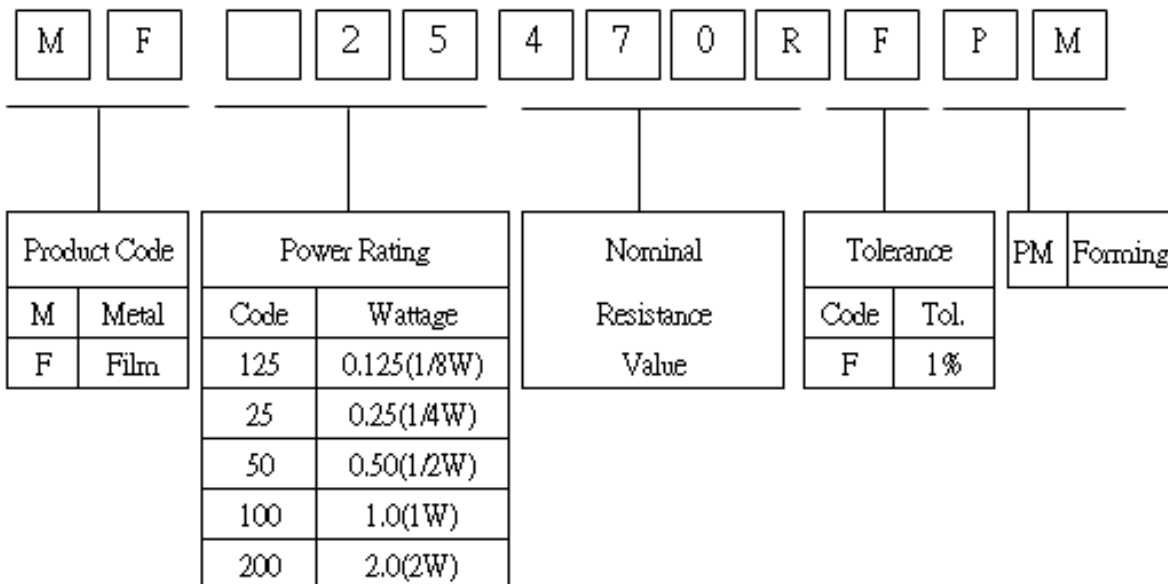 M F 2 5 4 7 0 R F P M
Product Code Power Rating Nominal Tolerance PM Forming
M Metal Code Wattage Resistance Code Tol.
F Film 125 0.125(1/8W) Value F 1%
25 0.25(1/4W)
50 0.50(1/2W)
100 1.0(1W)
200 2.0(2W)